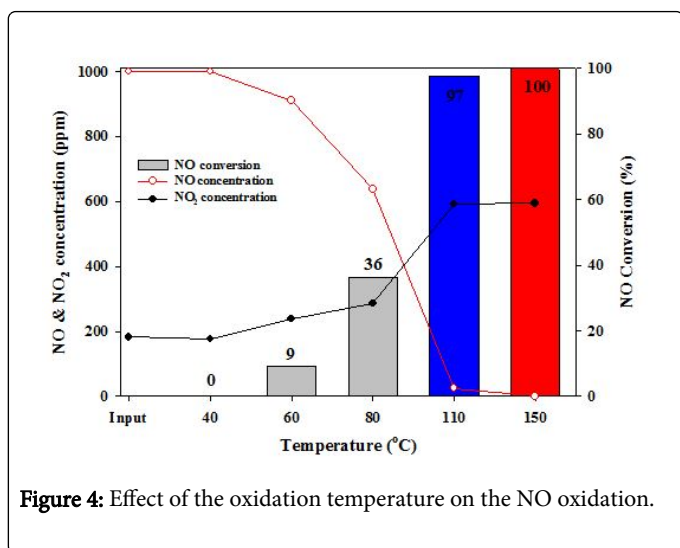 1000
800
600
400
200
0
NO & NO₂ concentration (ppm)
NO conversion
NO concentration
NO₂ concentration
0
9
36
97
100
100
80
60
40
20
0
NO Conversion (%)
Input 40 60 80 110 150
Temperature (°C)
Figure 4: Effect of the oxidation temperature on the NO oxidation.